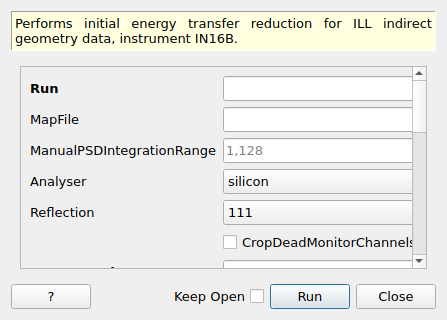 Performs initial energy transfer reduction for ILL indirect
geometry data, instrument IN16B.
Run
MapFile
ManualPSDIntegrationRange 1,128
Analyser silicon
Reflection 111
CropDeadMonitorChannels
? Keep Open Run Close